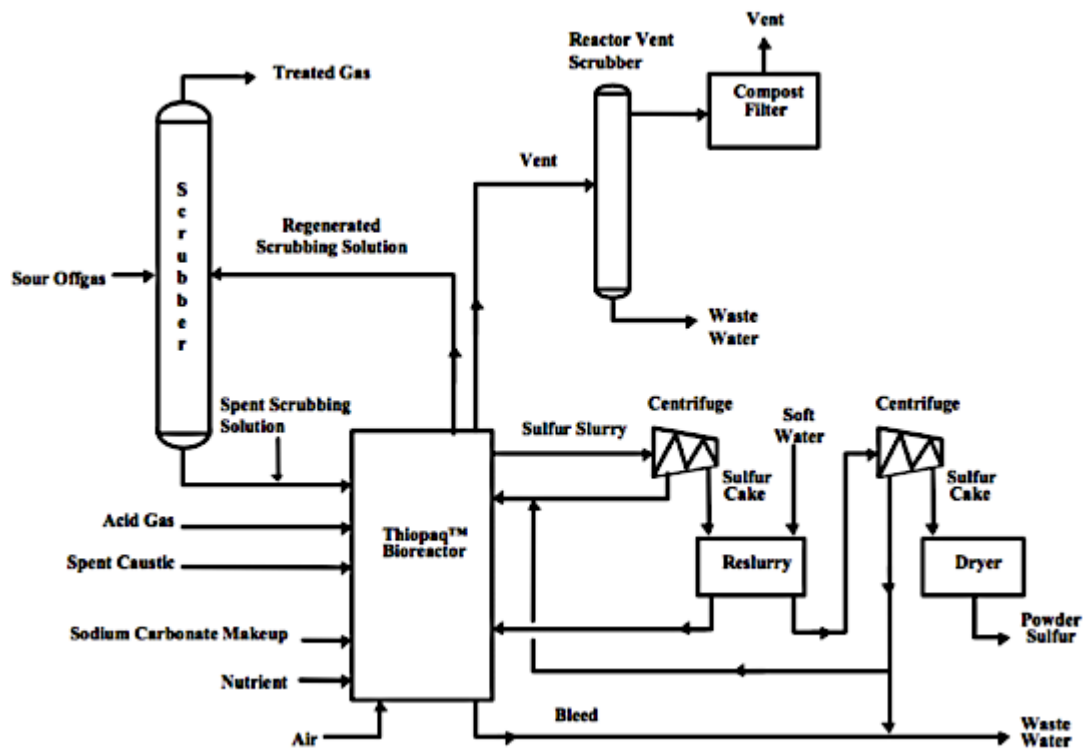 Vent
Reactor Vent
Scrubber
Compost
Filter
Treated Gas
Vent
Scrubber
Regenerated
Scrubbing Solution
Sour Offgas
Waste
Water
Spent Scrubbing
Solution
Centrifuge
Soft
Water
Centrifuge
Sulfur Slurry
Sulfur
Cake
Sulfur
Cake
Acid Gas
Thiopaq™
Bioreactor
Spent Caustic
Reslurry
Dryer
Sodium Carbonate Makeup
Powder
Sulfur
Nutrient
Bleed
Air
Waste
Water